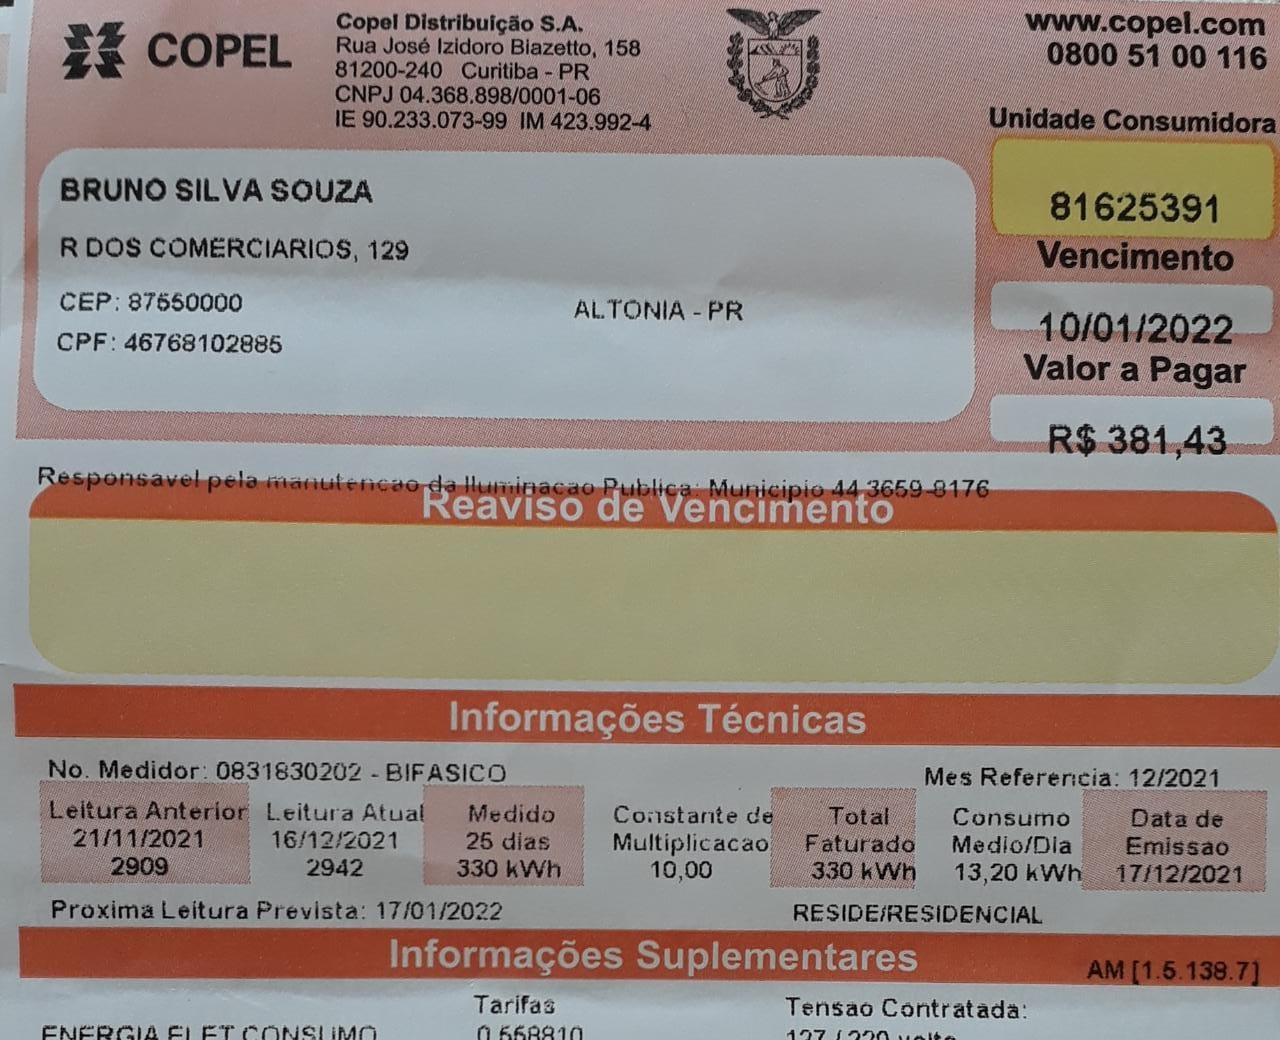 COPEL
Copel Distribuição S.A.
Rua José Izidoro Biazetto, 158
81200-240 Curitiba - PR
CNPJ 04.368.898/0001-06
IE 90.233.073-99 IM 423.992-4
www.copel.com
0800 51 00 116
Unidade Consumidora
81625391
BRUNO SILVA SOUZA
R DOS COMERCIARIOS, 129
CEP: 87550000
ALTONIA - PR
CPF: 46768102885
Vencimento
10/01/2022
Valor a Pagar
R$ 381,43
Responsavel pela manutencao da Iluminacao Publica: Municipio 44 3659-8176
Reaviso de Vencimento
Informações Técnicas
No. Medidor: 0831830202 - BIFASICO
Mes Referencia: 12/2021
Leitura Anterior Leitura Atual Medido Constante de Total Consumo Data de
21/11/2021 16/12/2021 25 dias Multiplicacao Faturado Medio/Dia Emissao
2909 2942 330 kWh 10,00 330 kWh 13,20 kWh 17/12/2021
Proxima Leitura Prevista: 17/01/2022
RESIDE/RESIDENCIAL
Informações Suplementares
AM [1.5.138.7]
Tarifas Tensao Contratada:
ENERGIA ELET CONSUMO 127 / 220 volts